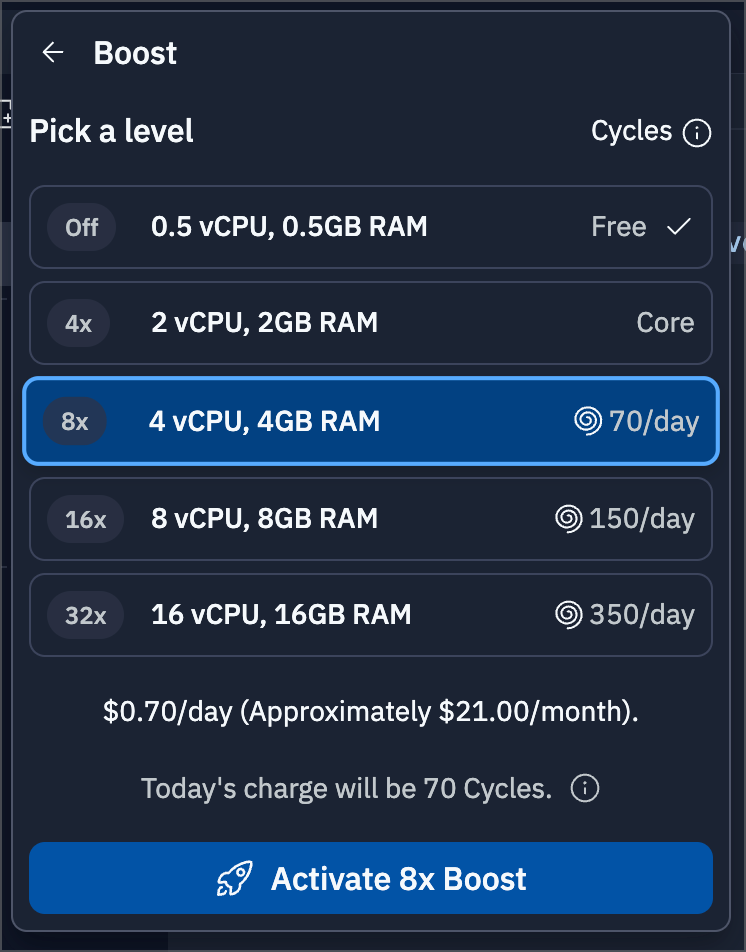 Boost
Pick a level
Cycles
Off 0.5 vCPU, 0.5GB RAM Free
4x 2 vCPU, 2GB RAM Core
8x 4 vCPU, 4GB RAM 70/day
16x 8 vCPU, 8GB RAM 150/day
32x 16 vCPU, 16GB RAM 350/day
$0.70/day (Approximately $21.00/month).
Today's charge will be 70 Cycles.
Activate 8x Boost